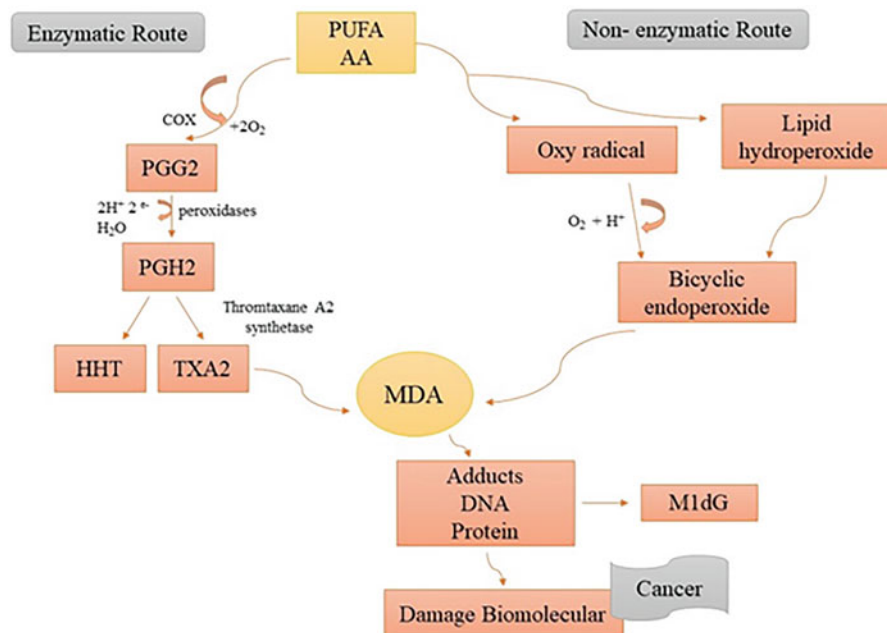 Enzymatic Route
PUFA
AA
Non- enzymatic Route
COX
+2O₂
PGG2
2H⁺ 2 e-
H₂O
peroxidases
PGH2
Thromtaxane A2
synthetase
HHT
TXA2
Oxy radical
Lipid
hydroperoxide
O₂ + H⁺
Bicyclic
endoperoxide
MDA
Adducts
DNA
Protein
M1dG
Damage Biomolecular
Cancer